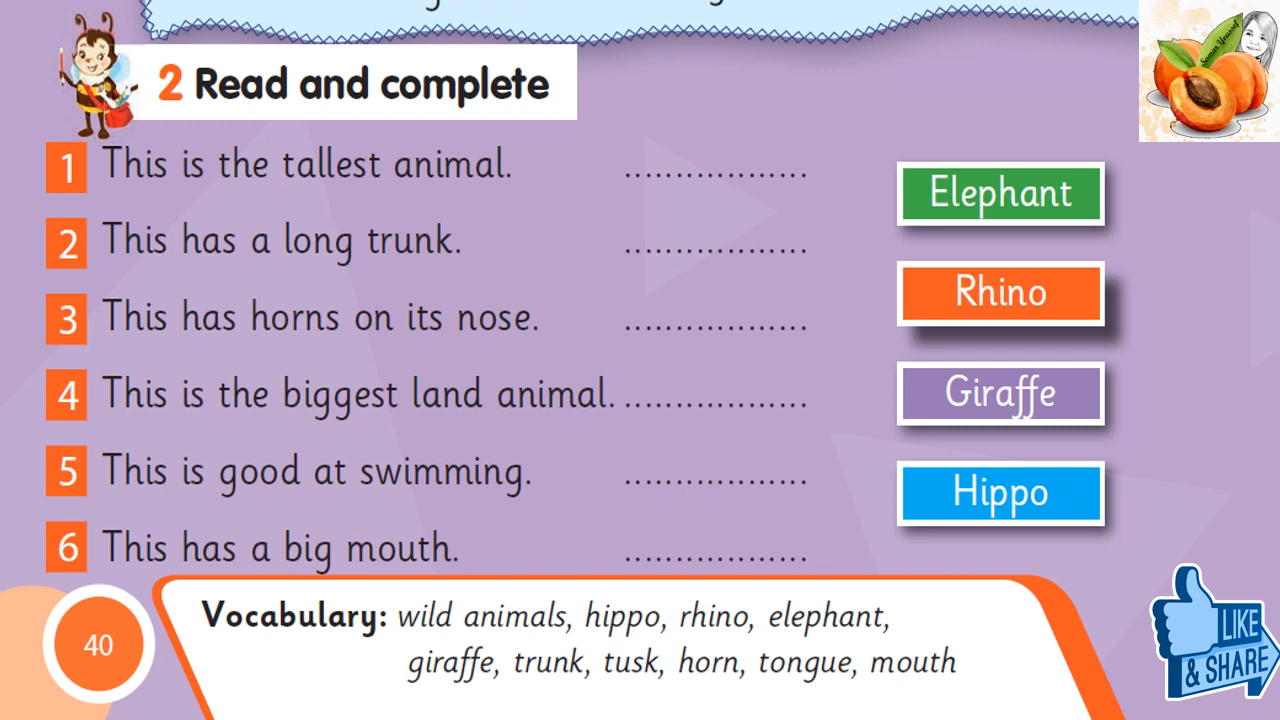 2 Read and complete
1 This is the tallest animal. ..................
2 This has a long trunk. ..................
3 This has horns on its nose. ..................
4 This is the biggest land animal. ..................
5 This is good at swimming. ..................
6 This has a big mouth. ..................
Elephant
Rhino
Giraffe
Hippo
40
Vocabulary: wild animals, hippo, rhino, elephant,
giraffe, trunk, tusk, horn, tongue, mouth
Samar Youssef
LIKE
& SHARE